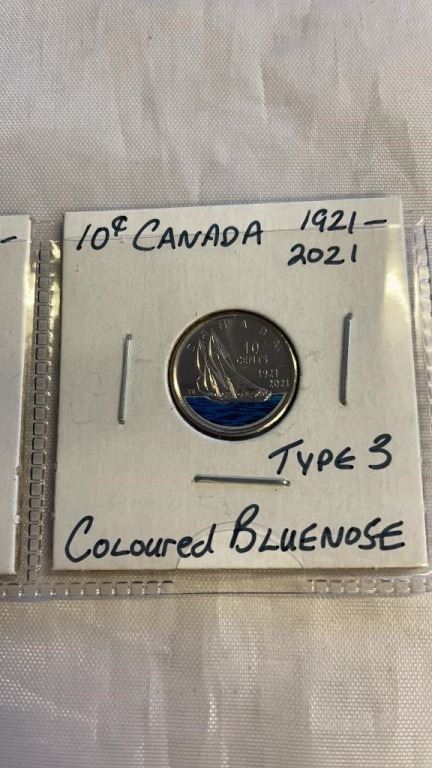 10¢ CANADA 1921–
2021
CANADA
10
CENTS
1921
2021
TYPE 3
COLOUReD BLUENOSE